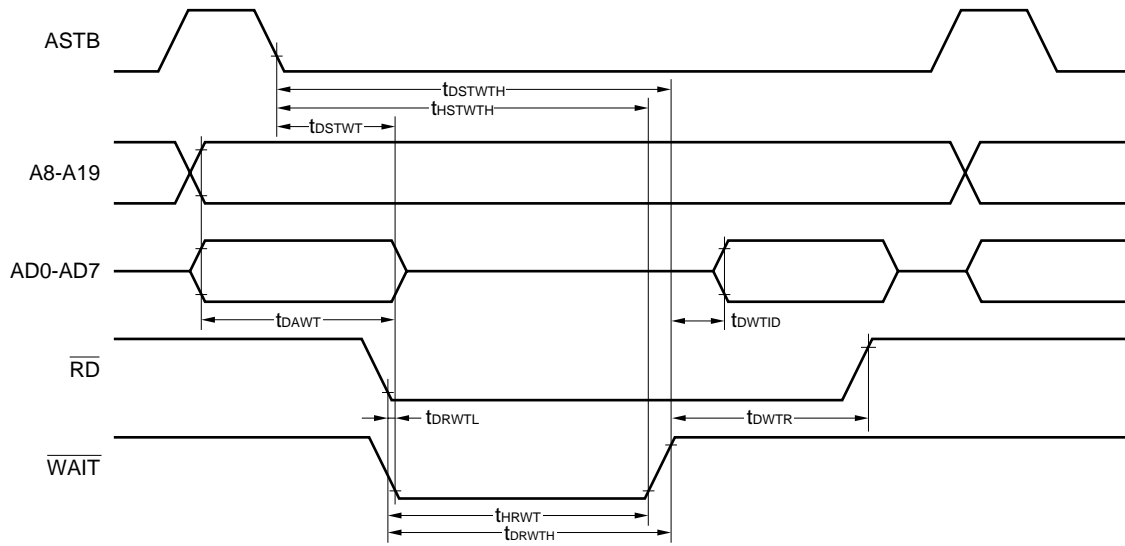 ASTB
tDSTWTH
tHSTWTH
tDSTWT
A8-A19
AD0-AD7
tDAWT
tDWTID
RD
tDRWTL
tDWTR
WAIT
tHRWT
tDRWTH